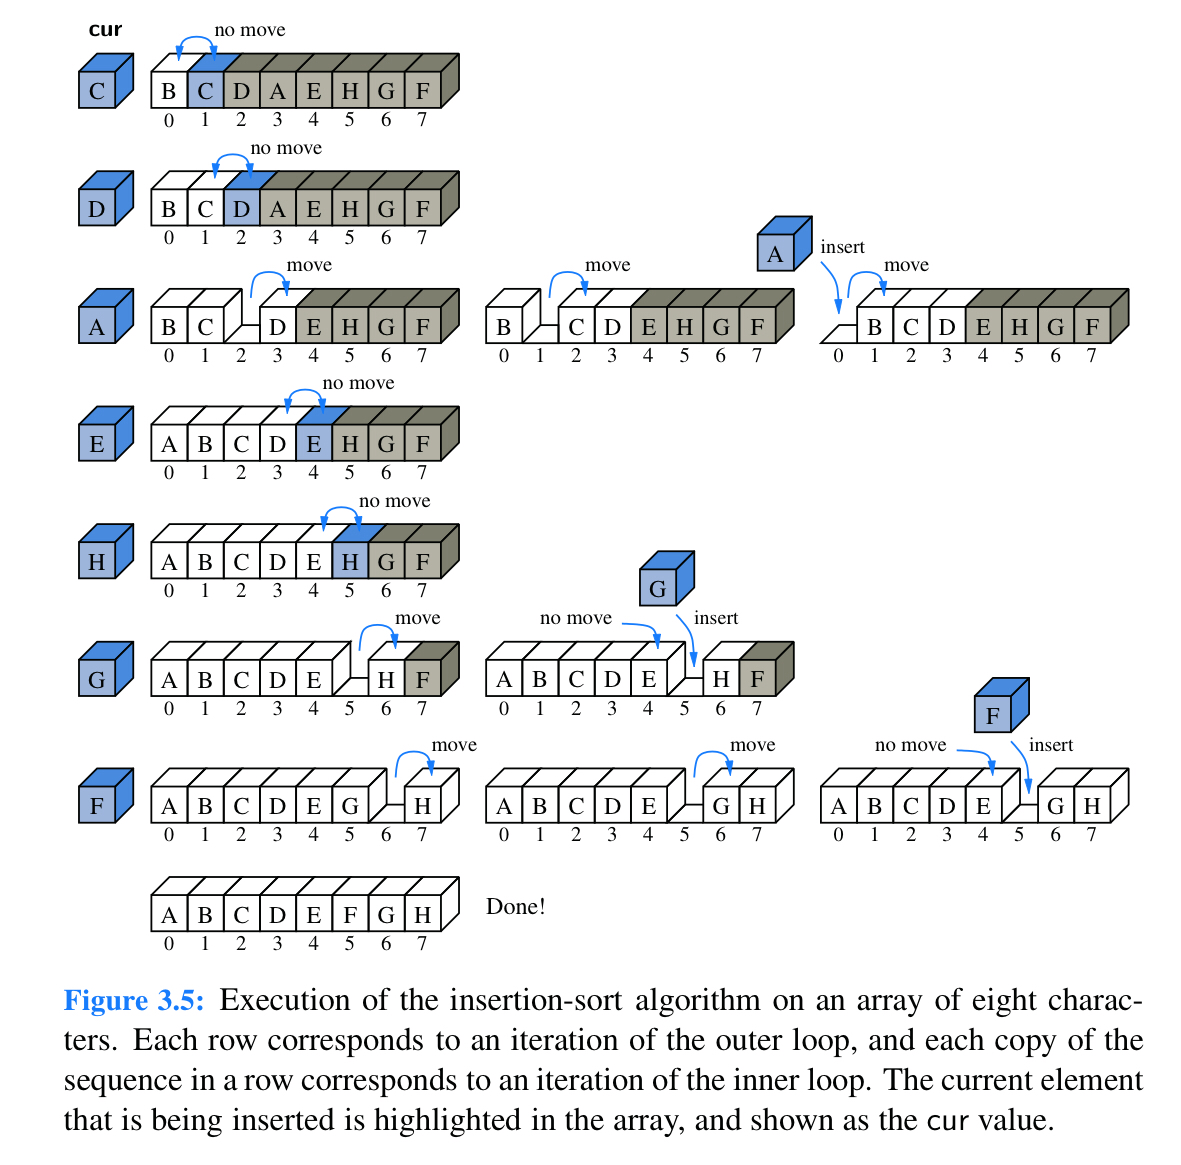 cur
no move
C B C D A E H G F
0 1 2 3 4 5 6 7
no move
D B C D A E H G F
0 1 2 3 4 5 6 7
A insert
move move move
A B C D E H G F B C D E H G F B C D E H G F
0 1 2 3 4 5 6 7 0 1 2 3 4 5 6 7 0 1 2 3 4 5 6 7
no move
E A B C D E H G F
0 1 2 3 4 5 6 7
no move
H A B C D E H G F
0 1 2 3 4 5 6 7
G
move no move insert
G A B C D E H F A B C D E H F
0 1 2 3 4 5 6 7 0 1 2 3 4 5 6 7
F
move move no move insert
F A B C D E G H A B C D E G H A B C D E G H
0 1 2 3 4 5 6 7 0 1 2 3 4 5 6 7 0 1 2 3 4 5 6 7
A B C D E F G H Done!
0 1 2 3 4 5 6 7
Figure 3.5: Execution of the insertion-sort algorithm on an array of eight charac-
ters. Each row corresponds to an iteration of the outer loop, and each copy of the
sequence in a row corresponds to an iteration of the inner loop. The current element
that is being inserted is highlighted in the array, and shown as the cur value.